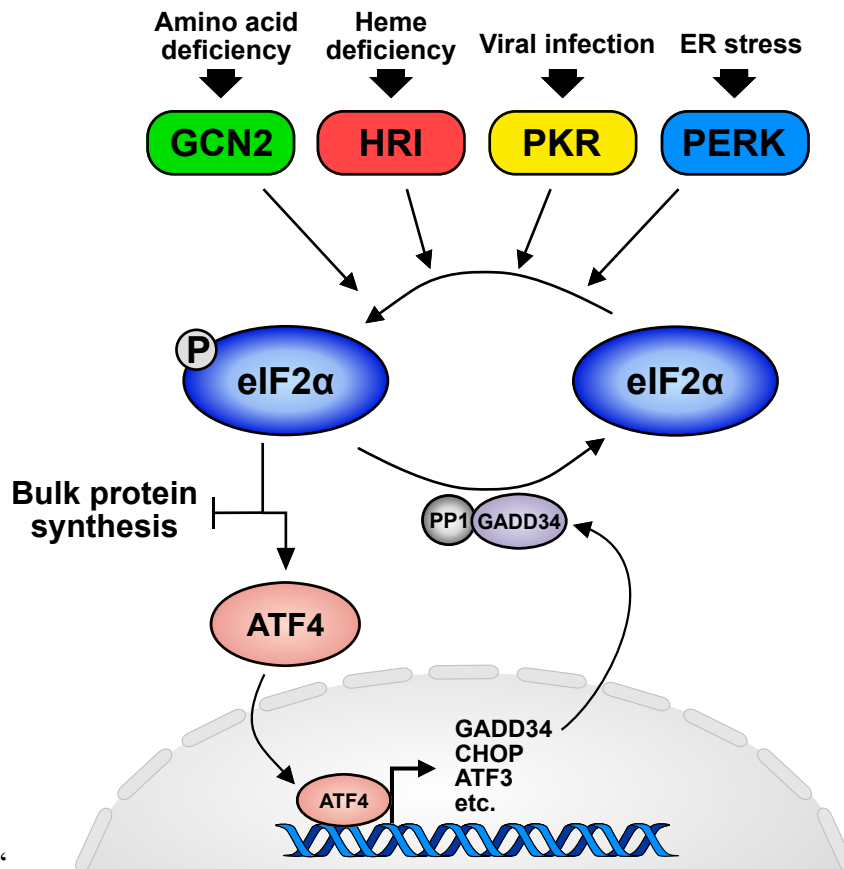 Amino acid
deficiency
Heme
deficiency
Viral infection
ER stress
GCN2
HRI
PKR
PERK
P
eIF2α
eIF2α
Bulk protein
synthesis
PP1
GADD34
ATF4
GADD34
CHOP
ATF3
etc.
ATF4
‘